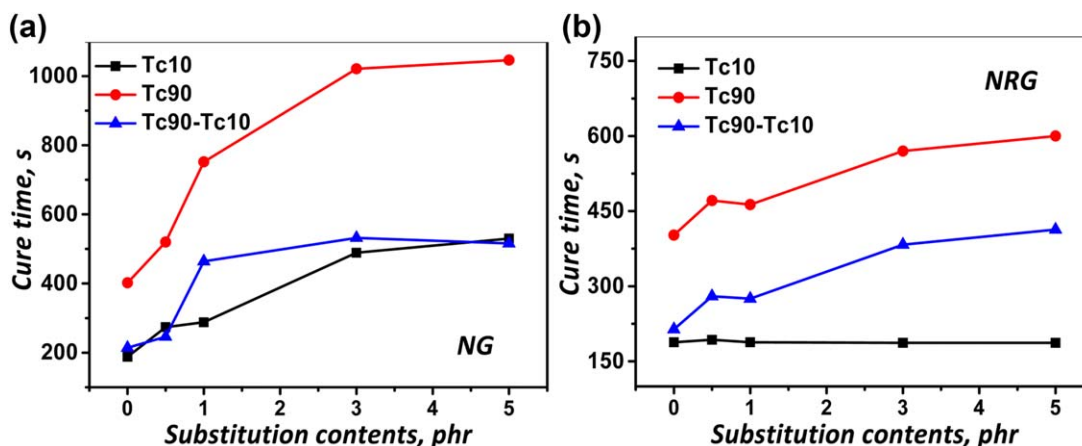 (a)
1000
800
600
400
200
Cure time, s
Tc10
Tc90
Tc90-Tc10
NG
0 1 2 3 4 5
Substitution contents, phr
(b)
750
600
450
300
150
Cure time, s
Tc10
Tc90
Tc90-Tc10
NRG
0 1 2 3 4 5
Substitution contents, phr